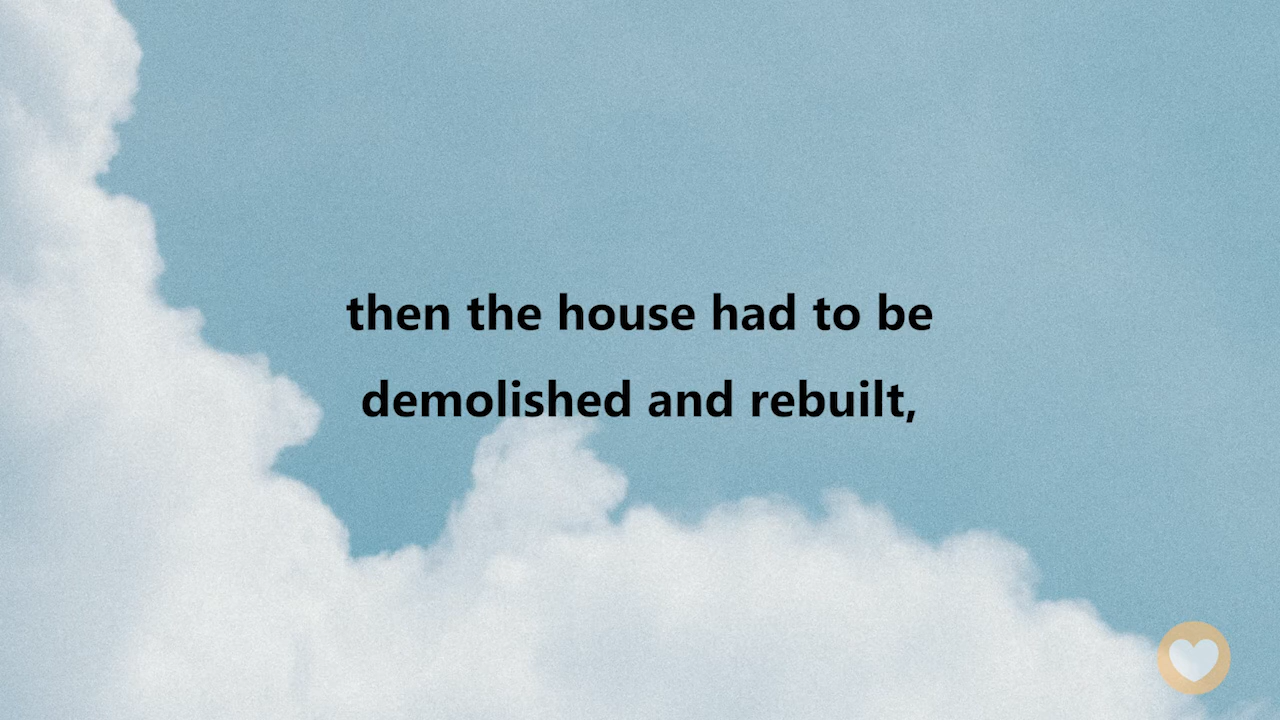 then the house had to be
demolished and rebuilt,